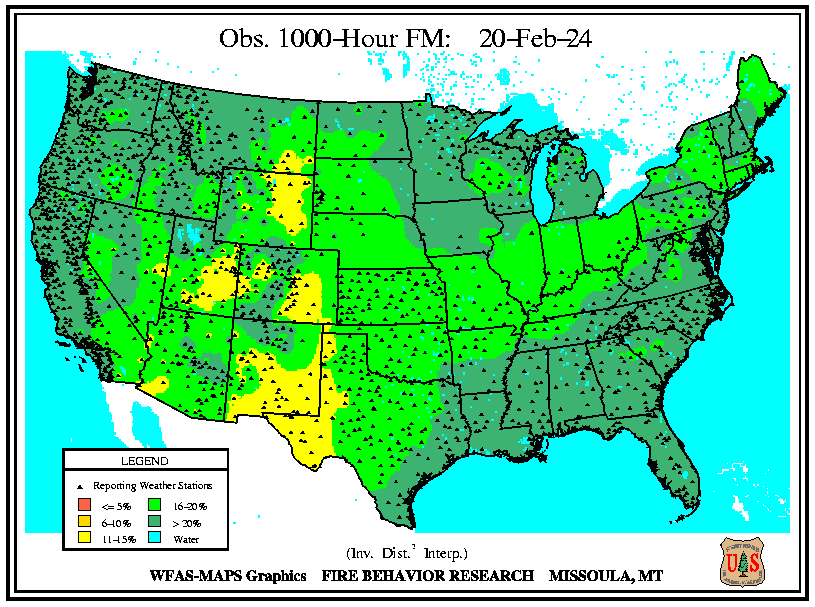 Obs. 1000-Hour FM: 20-Feb-24
LEGEND
Reporting Weather Stations
<= 5% 16-20%
6-10% > 20%
11-15% Water
(Inv. Dist.² Interp.)
WFAS-MAPS Graphics FIRE BEHAVIOR RESEARCH MISSOULA, MT
U S